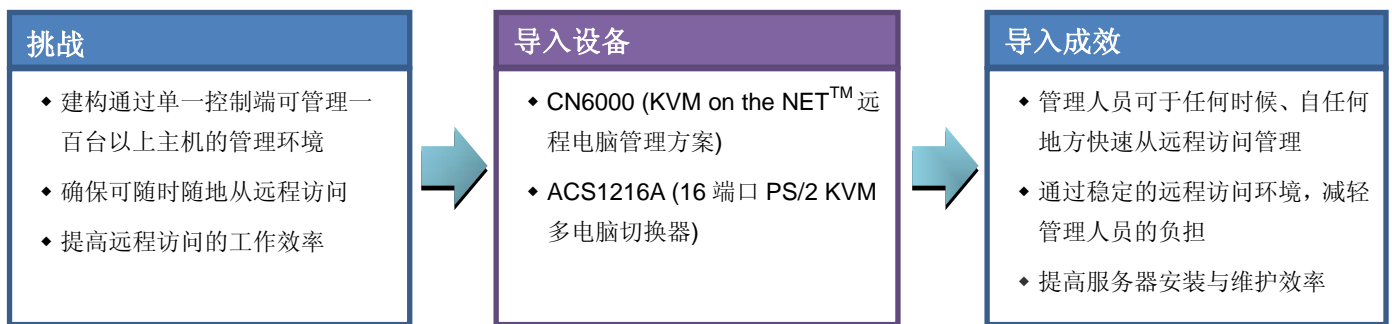 挑战
◆ 建构通过单一控制端可管理一
百台以上主机的管理环境
◆ 确保可随时随地从远程访问
◆ 提高远程访问的工作效率
导入设备
◆ CN6000 (KVM on the NET™ 远
程电脑管理方案)
◆ ACS1216A (16 端口 PS/2 KVM
多电脑切换器)
导入成效
◆ 管理人员可于任何时候、自任何
地方快速从远程访问管理
◆ 通过稳定的远程访问环境，减轻
管理人员的负担
◆ 提高服务器安装与维护效率